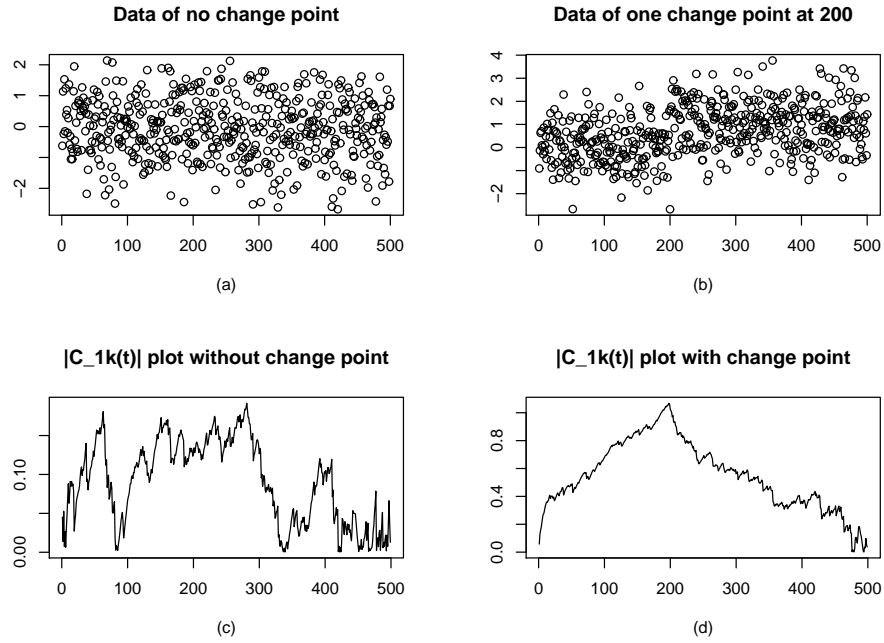 Data of no change point
2
1
0
-2
0 100 200 300 400 500
(a)
Data of one change point at 200
4
3
2
1
0
-2
0 100 200 300 400 500
(b)
|C_1k(t)| plot without change point
0.10
0.00
0 100 200 300 400 500
(c)
|C_1k(t)| plot with change point
0.8
0.4
0.0
0 100 200 300 400 500
(d)